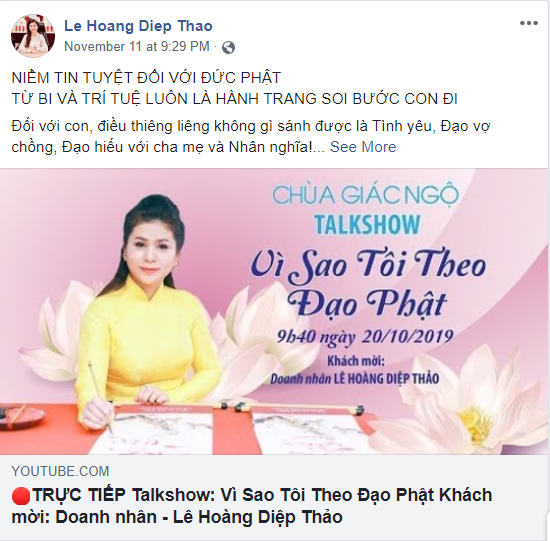 Le Hoang Diep Thao
November 11 at 9:29 PM ·
NIỀM TIN TUYỆT ĐỐI VỚI ĐỨC PHẬT
TỪ BI VÀ TRÍ TUỆ LUÔN LÀ HÀNH TRANG SOI BƯỚC CON ĐI
Đối với con, điều thiêng liêng không gì sánh được là Tình yêu, Đạo vợ
chồng, Đạo hiếu với cha mẹ và Nhân nghĩa!... See More
CHÙA GIÁC NGỘ
TALKSHOW
Vì Sao Tôi Theo
Đạo Phật
9h40 ngày 20/10/2019
Khách mời:
Doanh nhân LÊ HOÀNG DIỆP THẢO
YOUTUBE.COM
🔴TRỰC TIẾP Talkshow: Vì Sao Tôi Theo Đạo Phật Khách
mời: Doanh nhân - Lê Hoàng Diệp Thảo